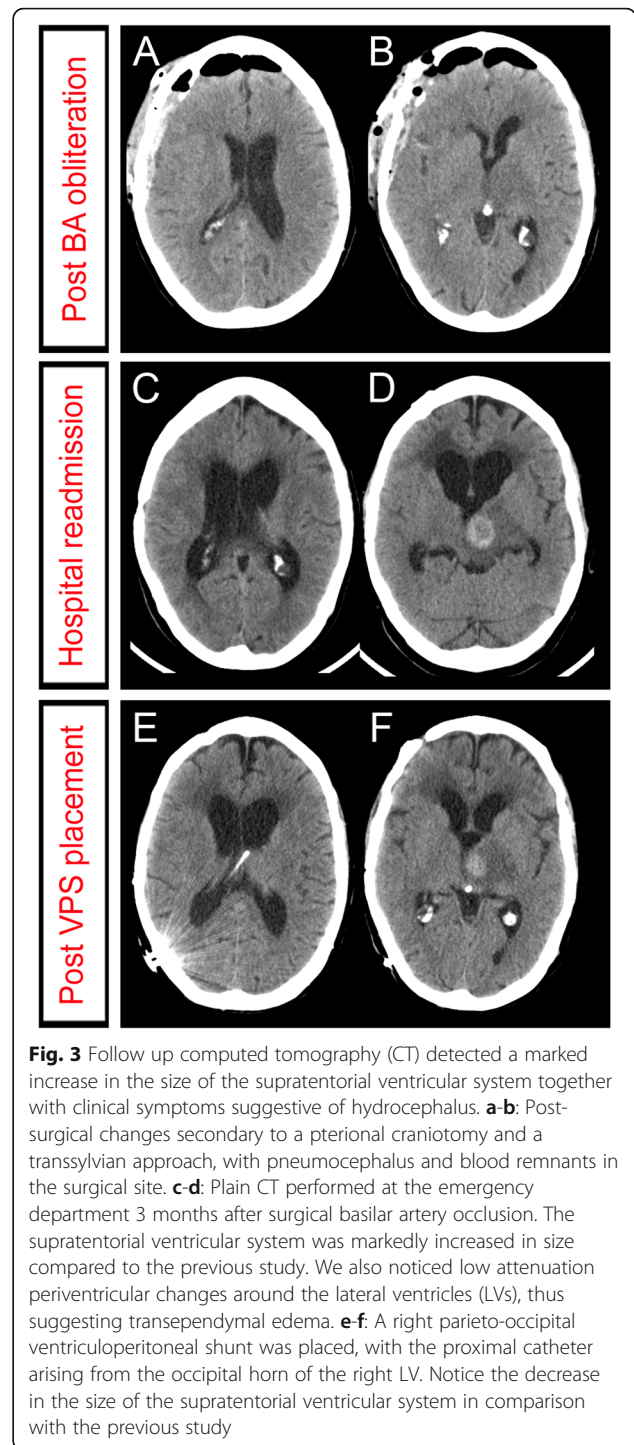 Post BA obliteration
A
B
Hospital readmission
C
D
Post VPS placement
E
F
Fig. 3 Follow up computed tomography (CT) detected a marked
increase in the size of the supratentorial ventricular system together
with clinical symptoms suggestive of hydrocephalus. a-b: Post-
surgical changes secondary to a pterional craniotomy and a
transsylvian approach, with pneumocephalus and blood remnants in
the surgical site. c-d: Plain CT performed at the emergency
department 3 months after surgical basilar artery occlusion. The
supratentorial ventricular system was markedly increased in size
compared to the previous study. We also noticed low attenuation
periventricular changes around the lateral ventricles (LVs), thus
suggesting transependymal edema. e-f: A right parieto-occipital
ventriculoperitoneal shunt was placed, with the proximal catheter
arising from the occipital horn of the right LV. Notice the decrease
in the size of the supratentorial ventricular system in comparison
with the previous study